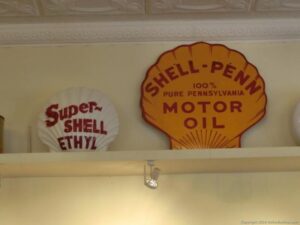 Super-
SHELL
ETHYL
SHELL-PENN
100%
PURE PENNSYLVANIA
MOTOR
OIL